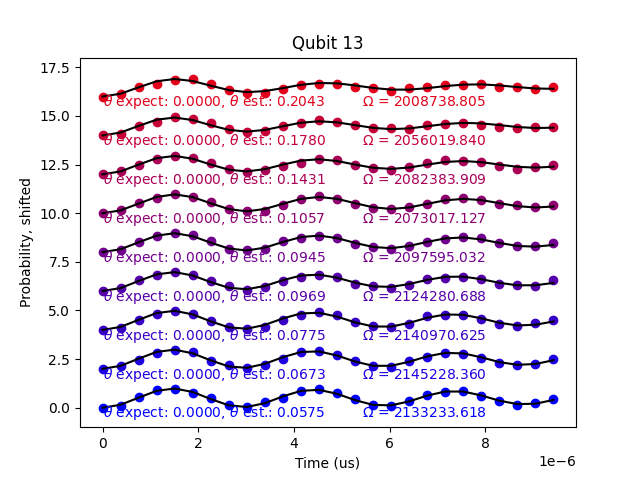 Qubit 13
17.5
θ expect: 0.0000, θ est.: 0.2043 Ω = 2008738.805
15.0
θ expect: 0.0000, θ est.: 0.1780 Ω = 2056019.840
12.5
θ expect: 0.0000, θ est.: 0.1431 Ω = 2082383.909
10.0
θ expect: 0.0000, θ est.: 0.1057 Ω = 2073017.127
7.5
θ expect: 0.0000, θ est.: 0.0945 Ω = 2097595.032
θ expect: 0.0000, θ est.: 0.0969 Ω = 2124280.688
5.0
θ expect: 0.0000, θ est.: 0.0775 Ω = 2140970.625
2.5
θ expect: 0.0000, θ est.: 0.0673 Ω = 2145228.360
0.0
θ expect: 0.0000, θ est.: 0.0575 Ω = 2133233.618
Probability, shifted
0 2 4 6 8
Time (us)
1e−6